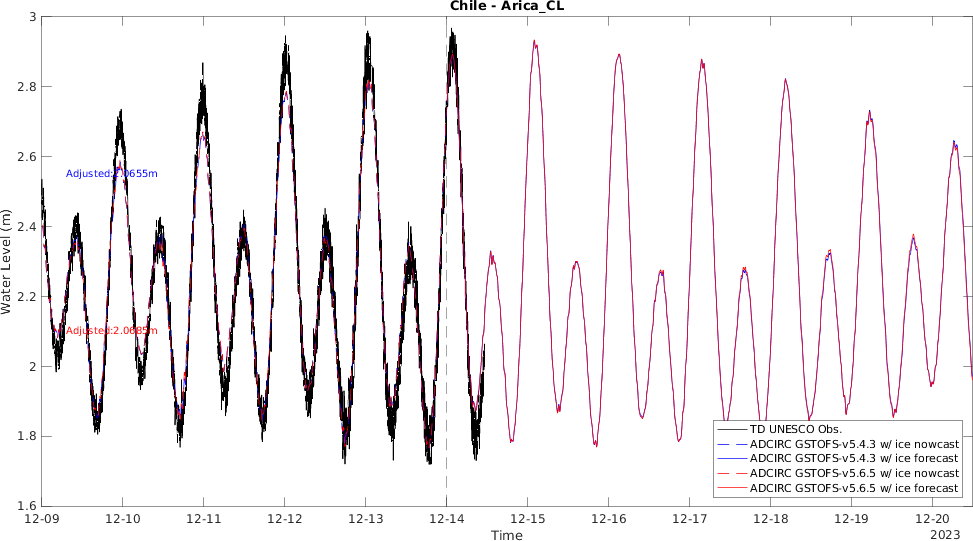 Chile - Arica_CL
3
2.8
2.6
2.4
2.2
2
1.8
1.6
Water Level (m)
Adjusted:2.0655m
Adjusted:2.0685m
TD UNESCO Obs.
ADCIRC GSTOFS-v5.4.3 w/ ice nowcast
ADCIRC GSTOFS-v5.4.3 w/ ice forecast
ADCIRC GSTOFS-v5.6.5 w/ ice nowcast
ADCIRC GSTOFS-v5.6.5 w/ ice forecast
12-09 12-10 12-11 12-12 12-13 12-14 12-15 12-16 12-17 12-18 12-19 12-20
2023
Time